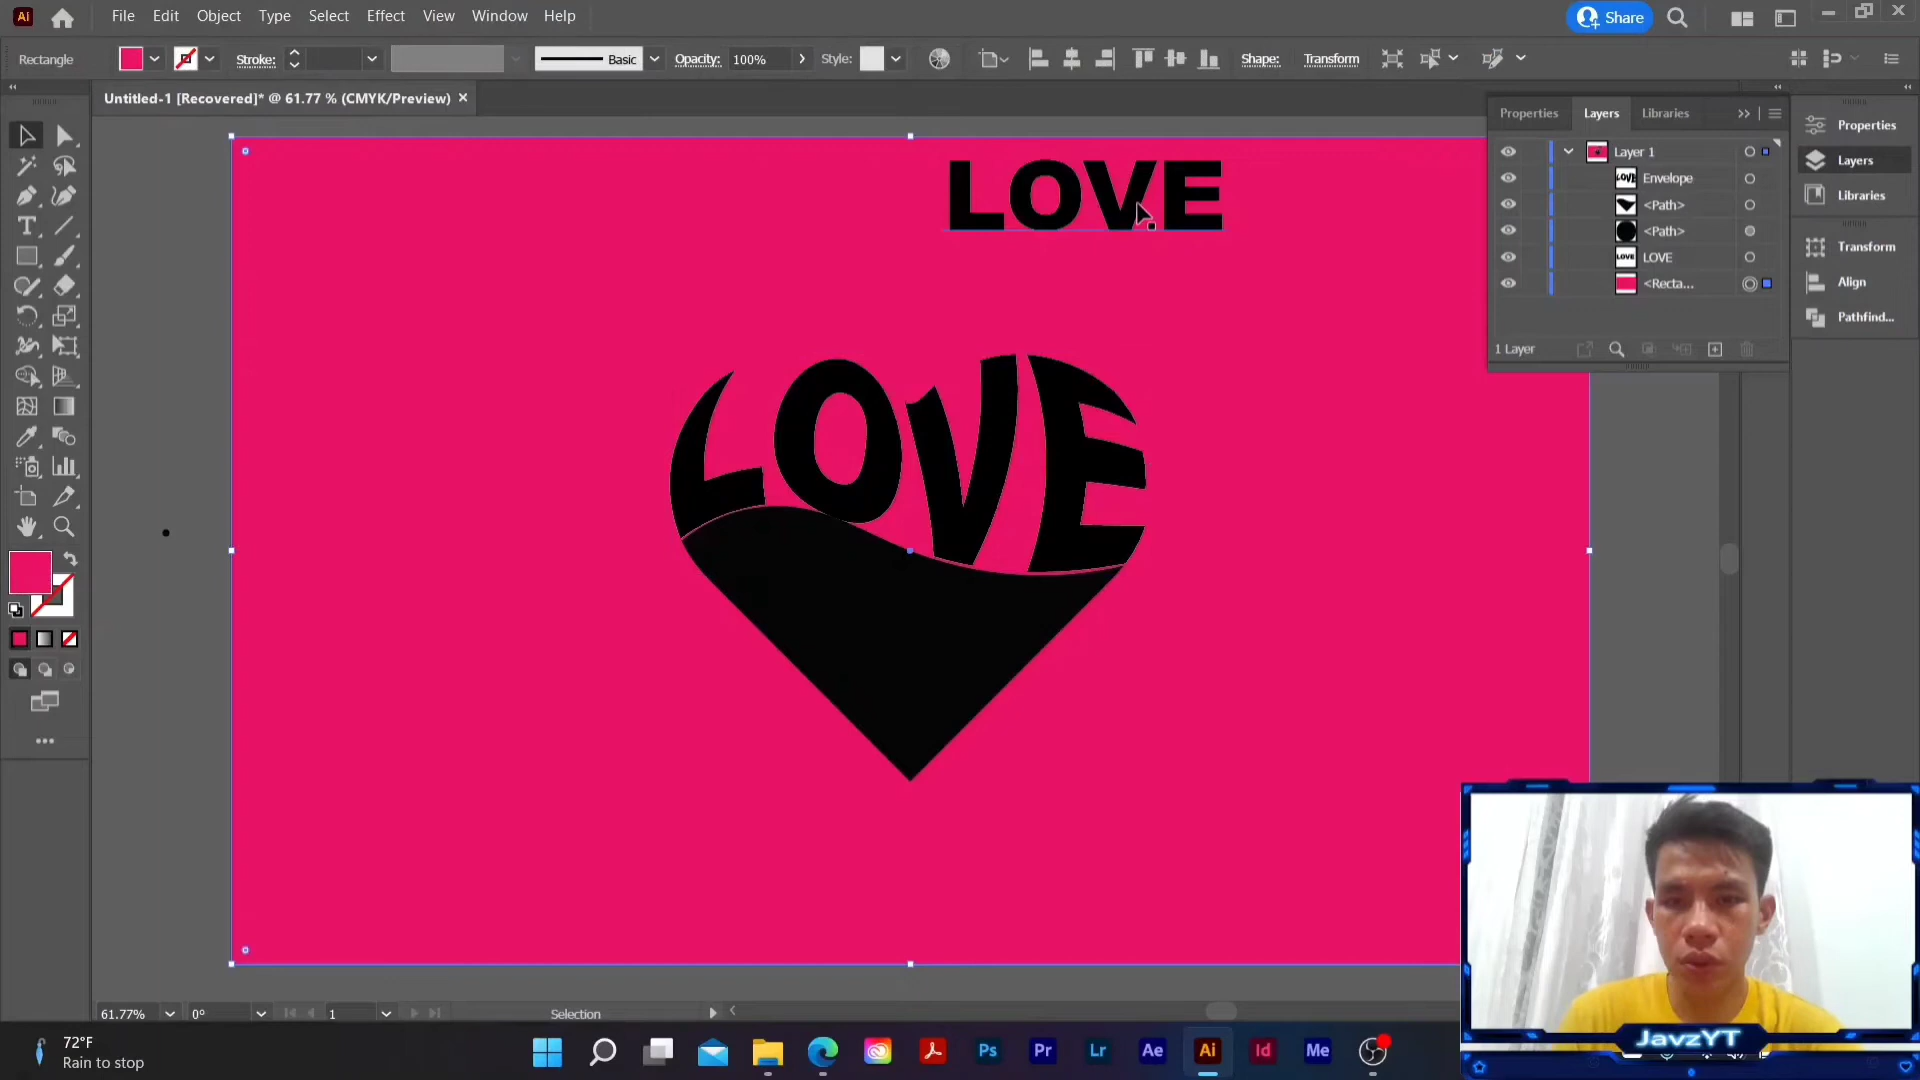 Ai
File Edit Object Type Select Effect View Window Help
Share
Rectangle
Stroke:
Basic
Opacity: 100%
Style:
Shape:
Transform
Untitled-1 [Recovered]* @ 61.77 % (CMYK/Preview)
Properties Layers Libraries
Layer 1
Envelope
<Path>
<Path>
LOVE LOVE
<Recta...
1 Layer
Properties
Layers
Libraries
Transform
Align
Pathfind...
LOVE
LOVE
61.77%
0°
1
Selection
72°F
Rain to stop
Ps Pr Lr Ae Ai Id Me
JavzYT